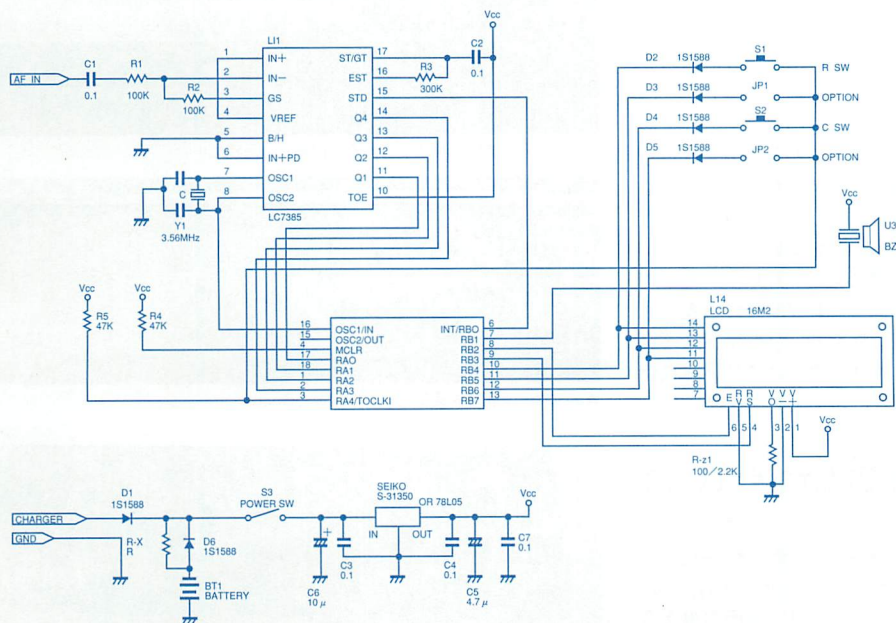 Vcc
LI1
C1
0.1
R1
100K
AF IN
R2
100K
1
2
3
4
5
6
7
8
IN+
IN−
GS
VREF
B/H
IN+PD
OSC1
OSC2
ST/GT
EST
STD
Q4
Q3
Q2
Q1
TOE
17
16
15
14
13
12
11
10
LC7385
C2
0.1
R3
300K
C
Y1
3.56MHz
D2
1S1588
S1
R SW
D3
1S1588
JP1
OPTION
D4
1S1588
S2
C SW
D5
1S1588
JP2
OPTION
Vcc
U3
BZ
Vcc
R5
47K
Vcc
R4
47K
16
15
4
17
18
1
2
3
OSC1/IN
OSC2/OUT
MCLR
RA0
RA1
RA2
RA3
RA4/TOCLKI
INT/RBO
RB1
RB2
RB3
RB4
RB5
RB6
RB7
6
7
8
9
10
11
12
13
L14
LCD 16M2
14
13
12
11
10
9
8
7
E
R V
R S
V O
V −
V +
6 5 4 3 2 1
R-z1
100/2.2K
Vcc
CHARGER
GND
D1
1S1588
R-X
R
D6
1S1588
BT1
BATTERY
S3
POWER SW
C6
10μ
+
C3
0.1
SEIKO
S-31350
OR 78L05
IN OUT
C4
0.1
C5
4.7μ
C7
0.1
Vcc